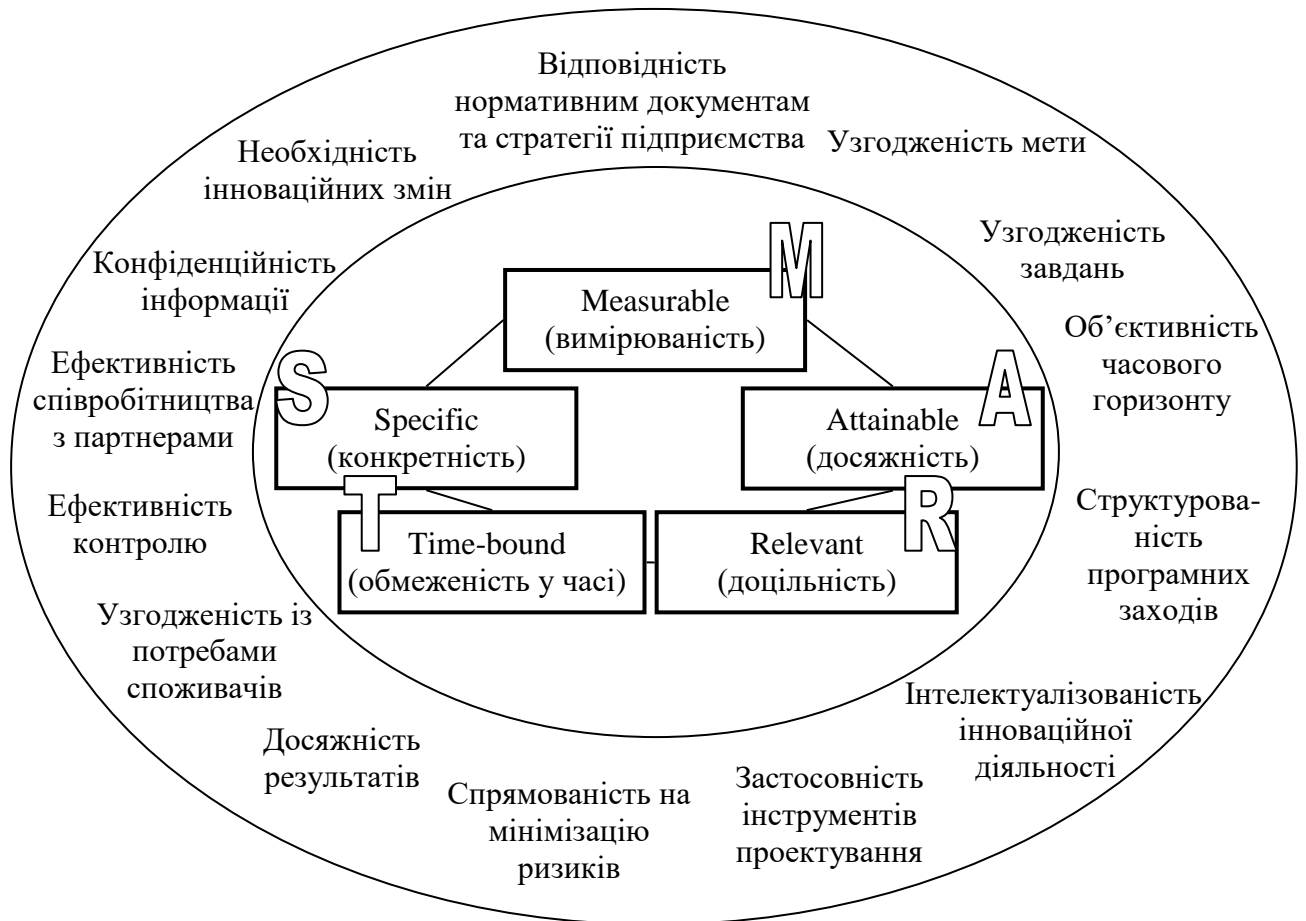 Відповідність
нормативним документам
та стратегії підприємства
Узгодженість мети
Необхідність
інноваційних змін
Узгодженість
завдань
Конфіденційність
інформації
Об’єктивність
часового
горизонту
Ефективність
співробітництва
з партнерами
Структурова-
ність
програмних
заходів
Ефективність
контролю
Узгодженість із
потребами
споживачів
Інтелектуалізованість
інноваційної
діяльності
Досяжність
результатів
Спрямованість на
мінімізацію
ризиків
Застосовність
інструментів
проектування
M
Measurable
(вимірюваність)
S
Specific
(конкретність)
A
Attainable
(досяжність)
T
Time-bound
(обмеженість у часі)
R
Relevant
(доцільність)